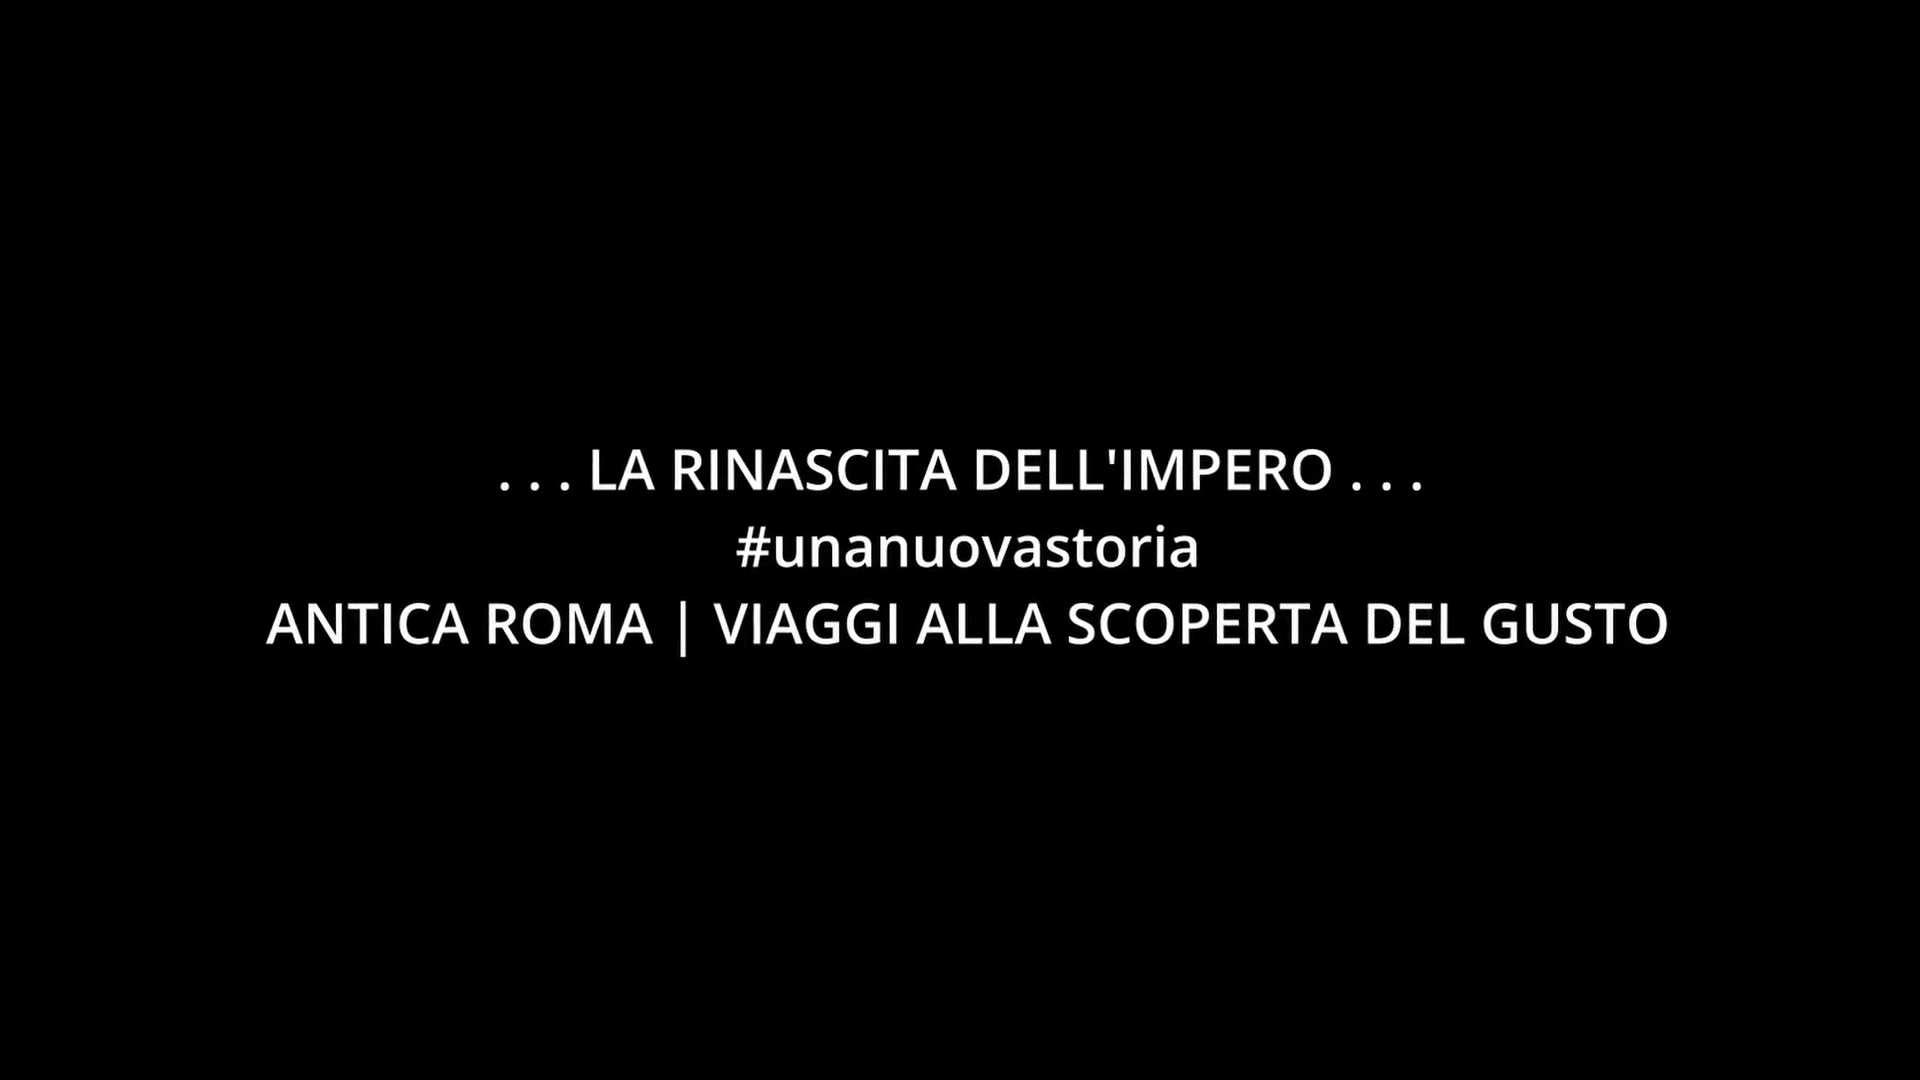 . . . LA RINASCITA DELL'IMPERO . . .
#unanuovastoria
ANTICA ROMA | VIAGGI ALLA SCOPERTA DEL GUSTO